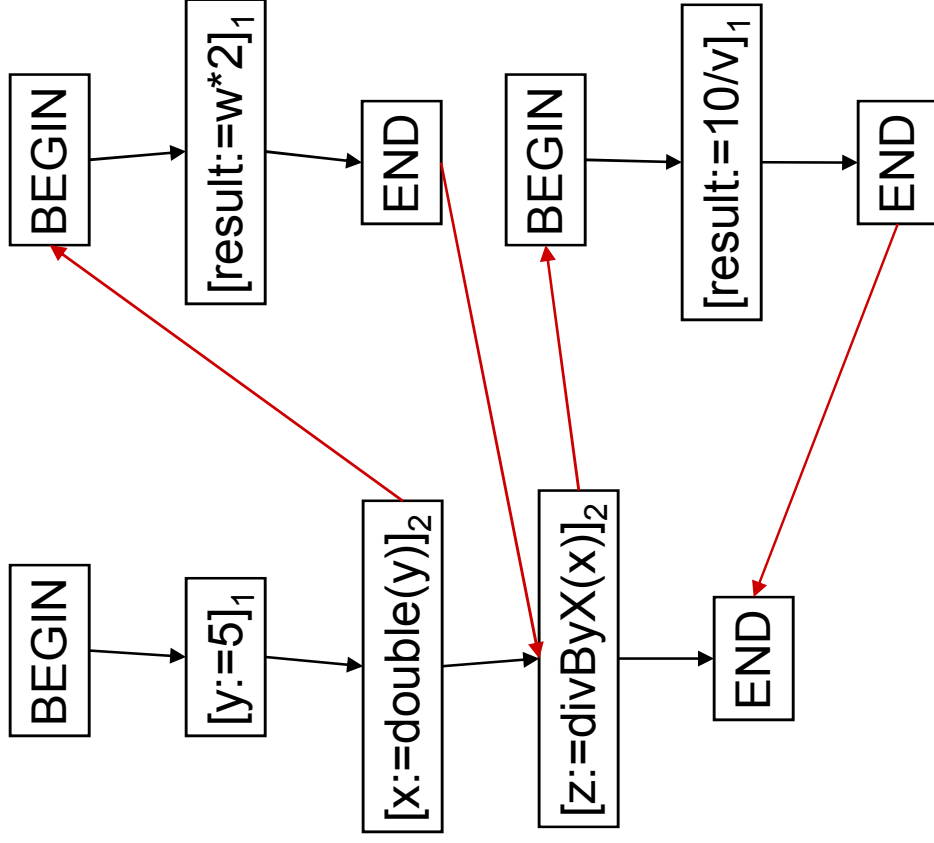 BEGIN
[y:=5]₁
[x:=double(y)]₂
[z:=divByX(x)]₂
END
BEGIN
[result:=w*2]₁
END
BEGIN
[result:=10/v]₁
END